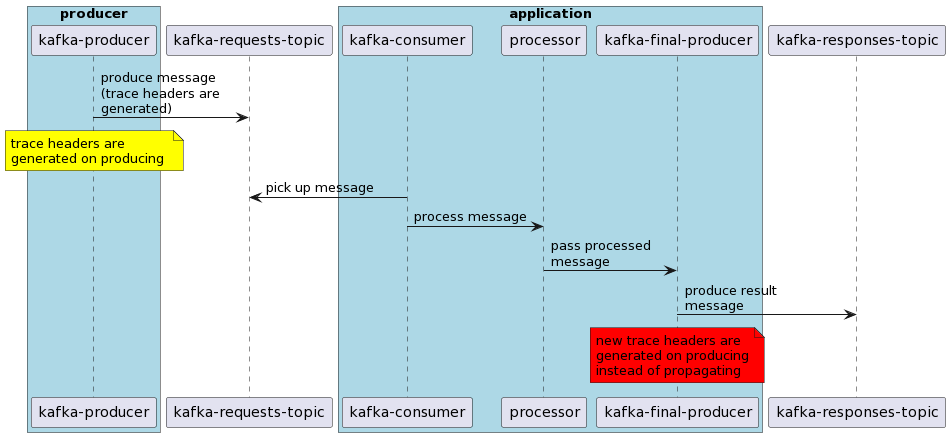 producer
application
kafka-producer
kafka-requests-topic
kafka-consumer
processor
kafka-final-producer
kafka-responses-topic
produce message
(trace headers are
generated)
trace headers are
generated on producing
pick up message
process message
pass processed
message
produce result
message
new trace headers are
generated on producing
instead of propagating
kafka-producer
kafka-requests-topic
kafka-consumer
processor
kafka-final-producer
kafka-responses-topic